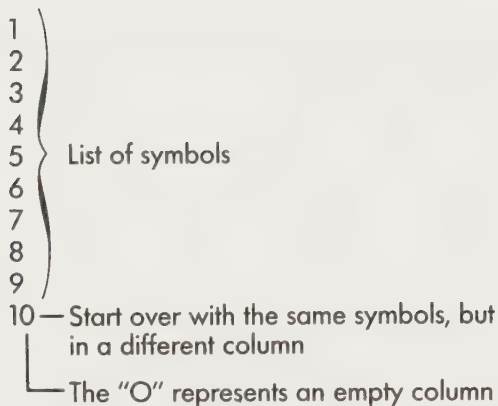 1
2
3
4
5 List of symbols
6
7
8
9
10 — Start over with the same symbols, but
in a different column
The "O" represents an empty column